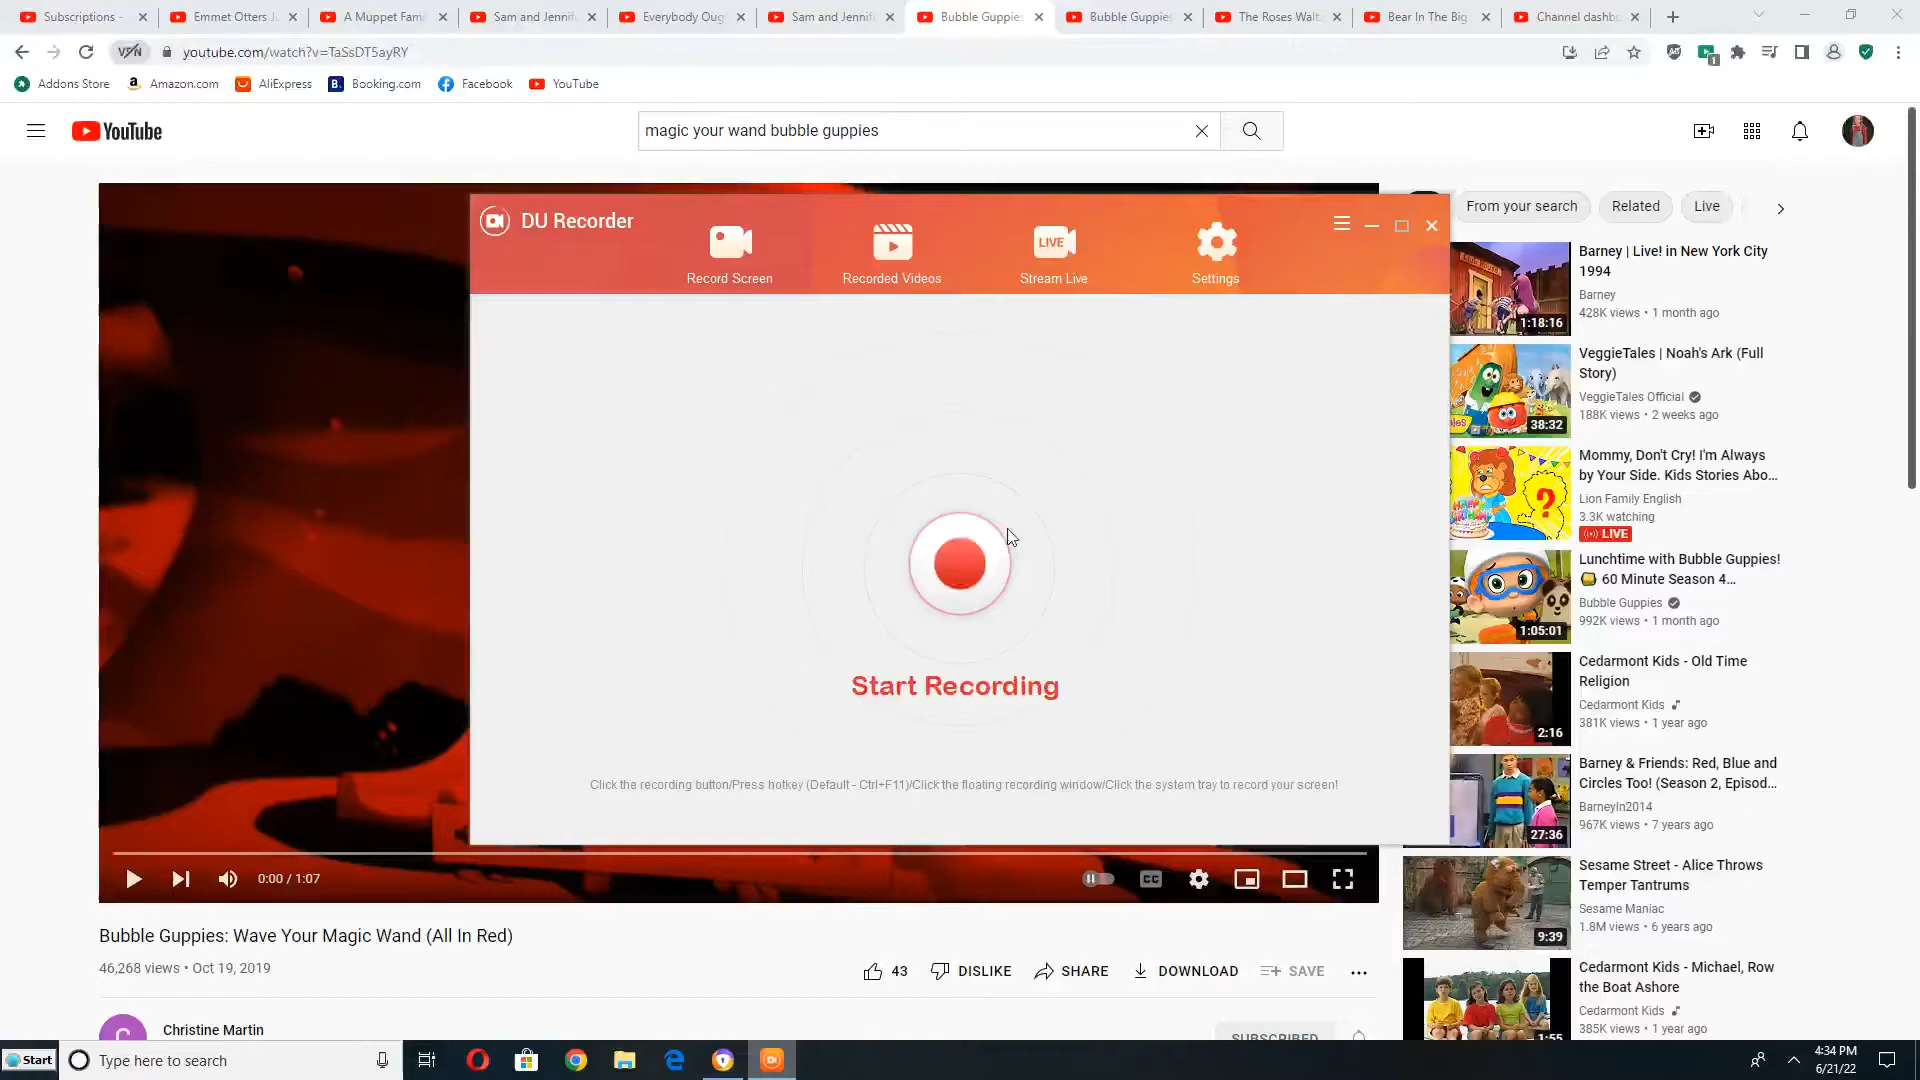 Subscriptions -
Emmet Otters J
A Muppet Fam
Sam and Jennif
Everybody Oug
Sam and Jennif
Bubble Guppies
Bubble Guppies
The Roses Walt
Bear In The Big
Channel dashbo
VPN
youtube.com/watch?v=TaSsDT5ayRY
1
Addons Store
Amazon.com
AliExpress
Booking.com
Facebook
YouTube
YouTube
magic your wand bubble guppies
DU Recorder
Record Screen
Recorded Videos
LIVE
Stream Live
Settings
Start Recording
Click the recording button/Press hotkey (Default - Ctrl+F11)/Click the floating recording window/Click the system tray to record your screen!
0:00 / 1:07
CC
Bubble Guppies: Wave Your Magic Wand (All In Red)
46,268 views • Oct 19, 2019
43
DISLIKE
SHARE
DOWNLOAD
SAVE
C
Christine Martin
SUBSCRIBED
From your search
Related
Live
Barney | Live! in New York City
1994
Barney
428K views • 1 month ago
1:18:16
VeggieTales | Noah's Ark (Full
Story)
VeggieTales Official
188K views • 2 weeks ago
38:32
Mommy, Don't Cry! I'm Always
by Your Side. Kids Stories Abo...
Lion Family English
3.3K watching
LIVE
Lunchtime with Bubble Guppies!
60 Minute Season 4...
Bubble Guppies
992K views • 1 month ago
1:05:01
Cedarmont Kids - Old Time
Religion
Cedarmont Kids
381K views • 1 year ago
2:16
Barney & Friends: Red, Blue and
Circles Too! (Season 2, Episod...
BarneyIn2014
967K views • 7 years ago
27:36
Sesame Street - Alice Throws
Temper Tantrums
Sesame Maniac
1.8M views • 6 years ago
9:39
Cedarmont Kids - Michael, Row
the Boat Ashore
Cedarmont Kids
385K views • 1 year ago
1:55
Start
Type here to search
4:34 PM
6/21/22